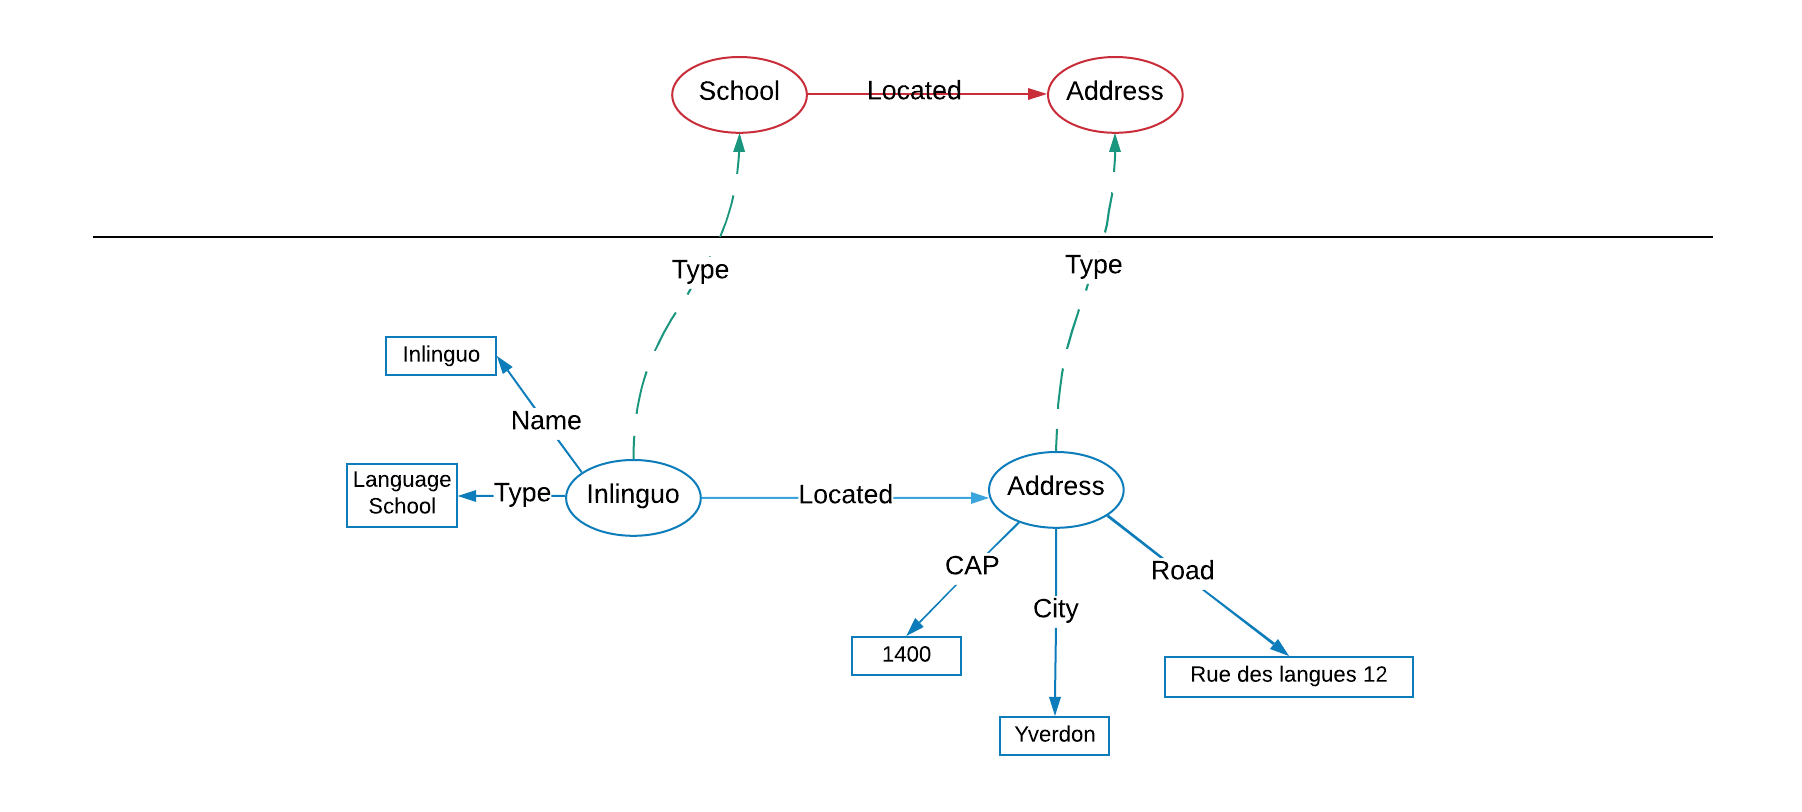 School
Located
Address
Type
Type
Inlinguo
Name
Language
School
Type
Inlinguo
Located
Address
CAP
City
Road
1400
Rue des langues 12
Yverdon